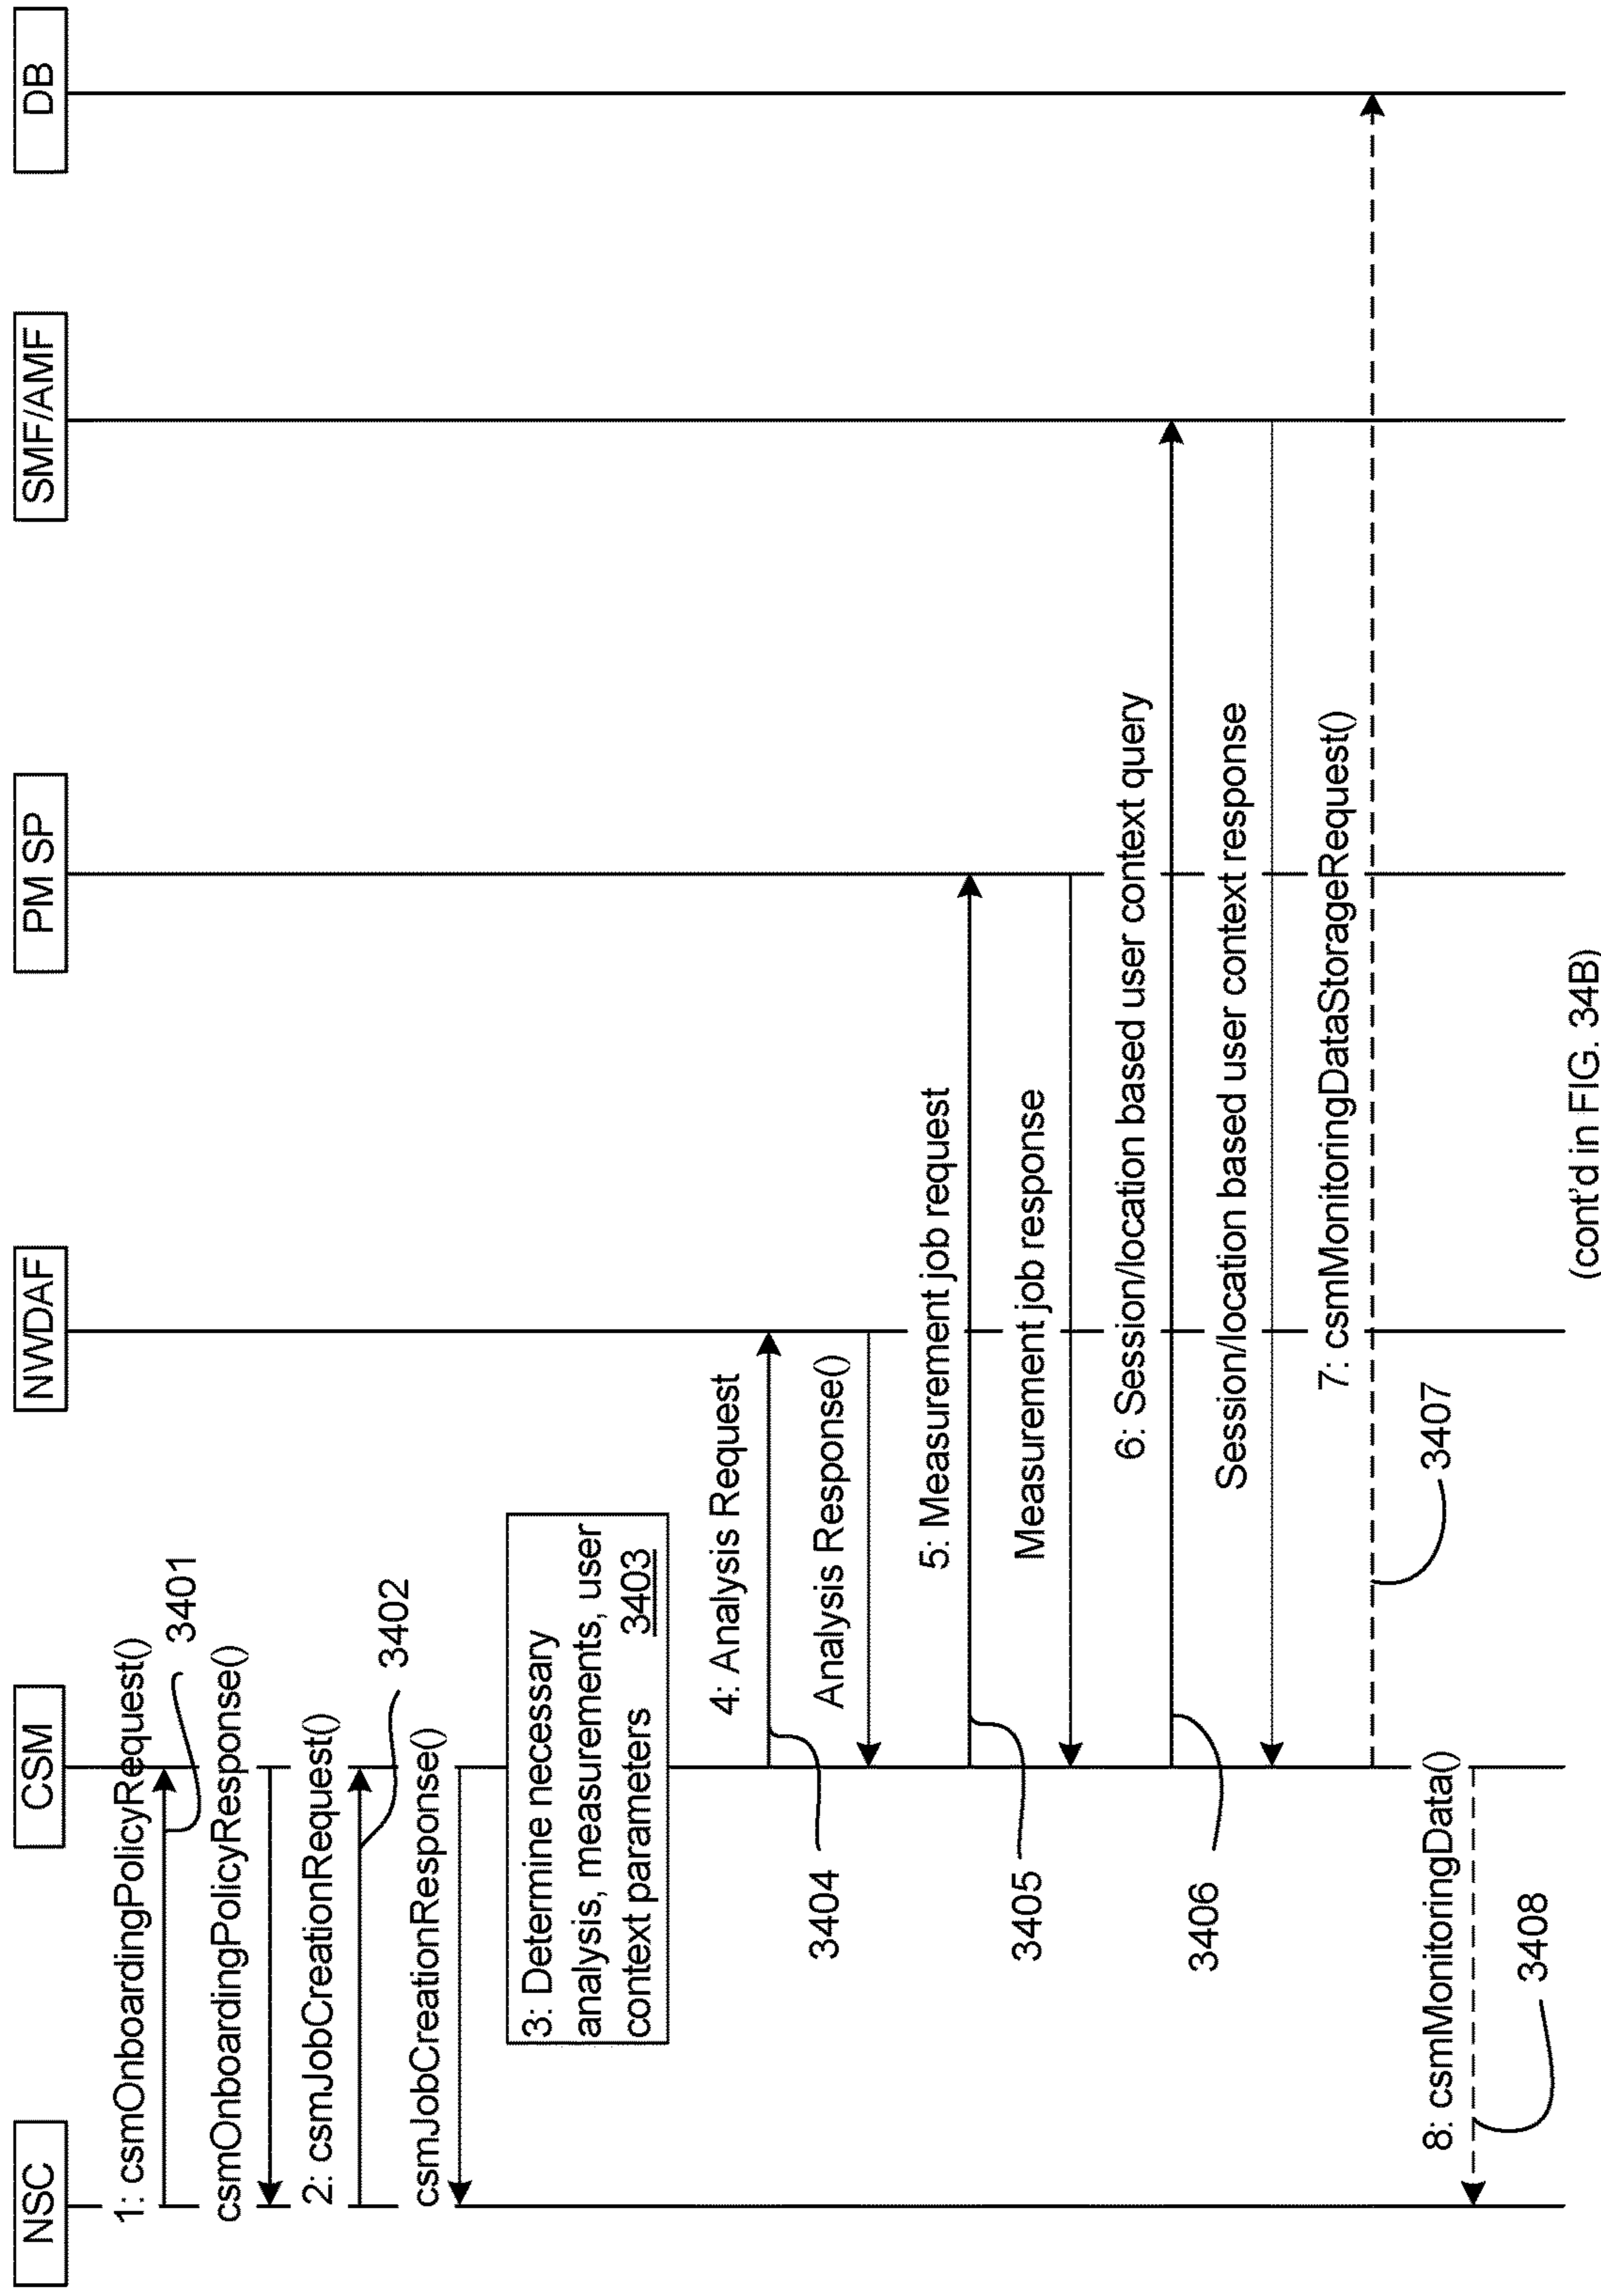 NSC
CSM
NWDAF
PM SP
SMF/AMF
DB
1: csmOnboardingPolicyRequest()
3401
csmOnboardingPolicyResponse()
2: csmJobCreationRequest()
3402
csmJobCreationResponse()
3: Determine necessary
analysis, measurements, user
context parameters 3403
4: Analysis Request
3404
Analysis Response()
5: Measurement job request
3405
Measurement job response
6: Session/location based user context query
3406
Session/location based user context response
7: csmMonitoringDataStorageRequest()
3407
8: csmMonitoringData()
3408
(cont'd in FIG. 34B)